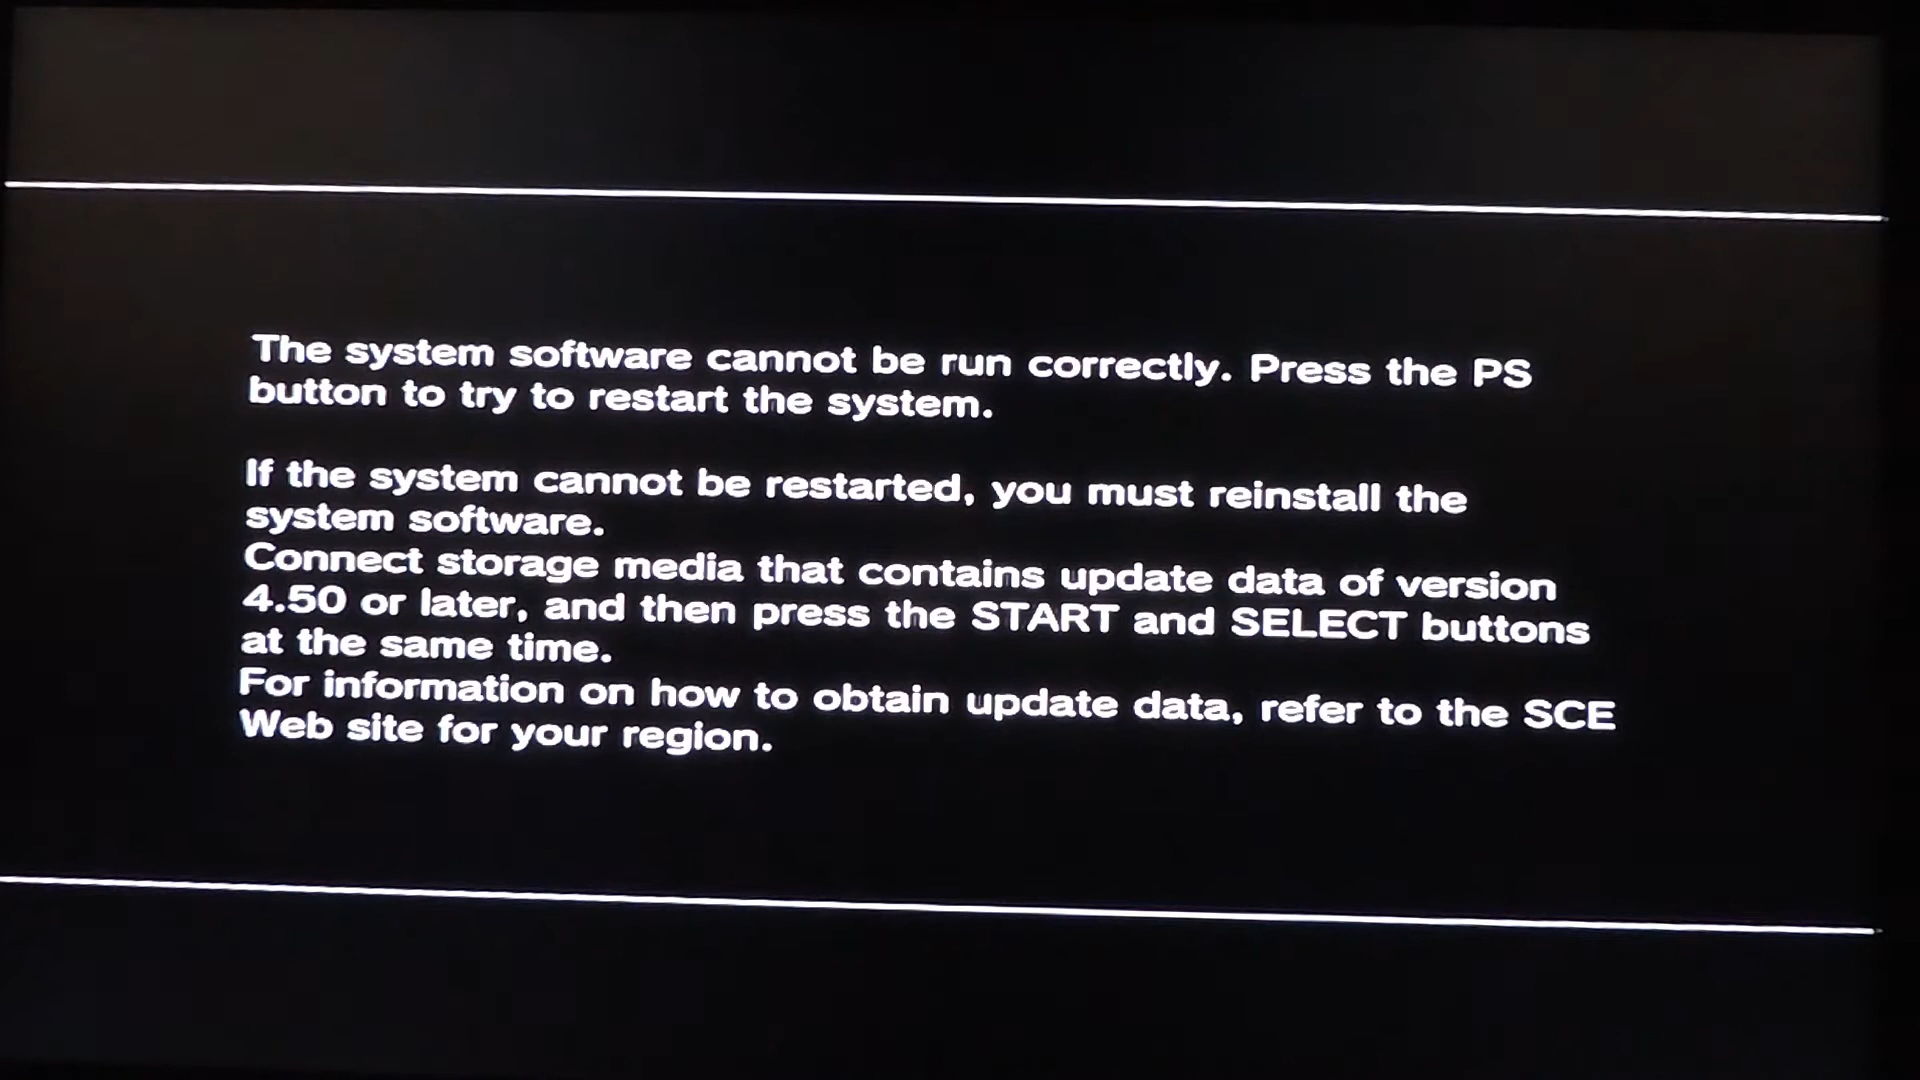 The system software cannot be run correctly. Press the PS
button to try to restart the system.
If the system cannot be restarted, you must reinstall the
system software.
Connect storage media that contains update data of version
4.50 or later, and then press the START and SELECT buttons
at the same time.
For information on how to obtain update data, refer to the SCE
Web site for your region.